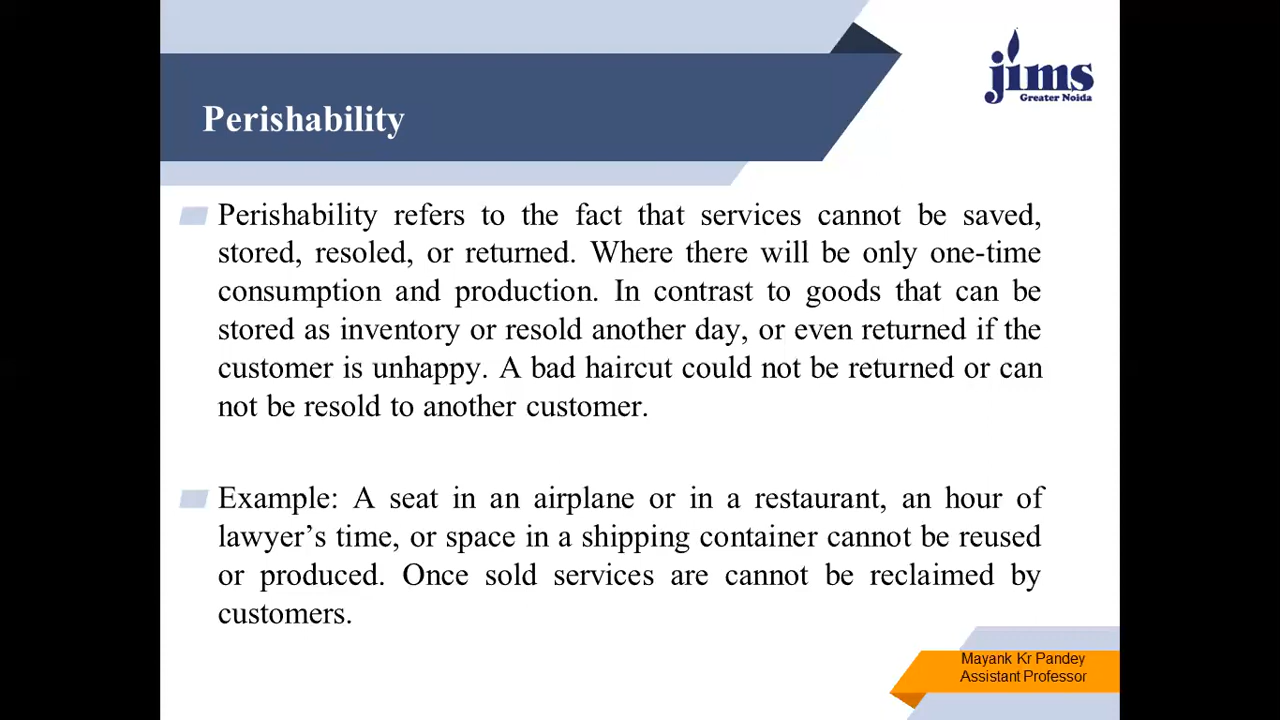 jims
Greater Noida
Perishability
Perishability refers to the fact that services cannot be saved,
stored, resoled, or returned. Where there will be only one-time
consumption and production. In contrast to goods that can be
stored as inventory or resold another day, or even returned if the
customer is unhappy. A bad haircut could not be returned or can
not be resold to another customer.
Example: A seat in an airplane or in a restaurant, an hour of
lawyer’s time, or space in a shipping container cannot be reused
or produced. Once sold services are cannot be reclaimed by
customers.
Mayank Kr Pandey
Assistant Professor